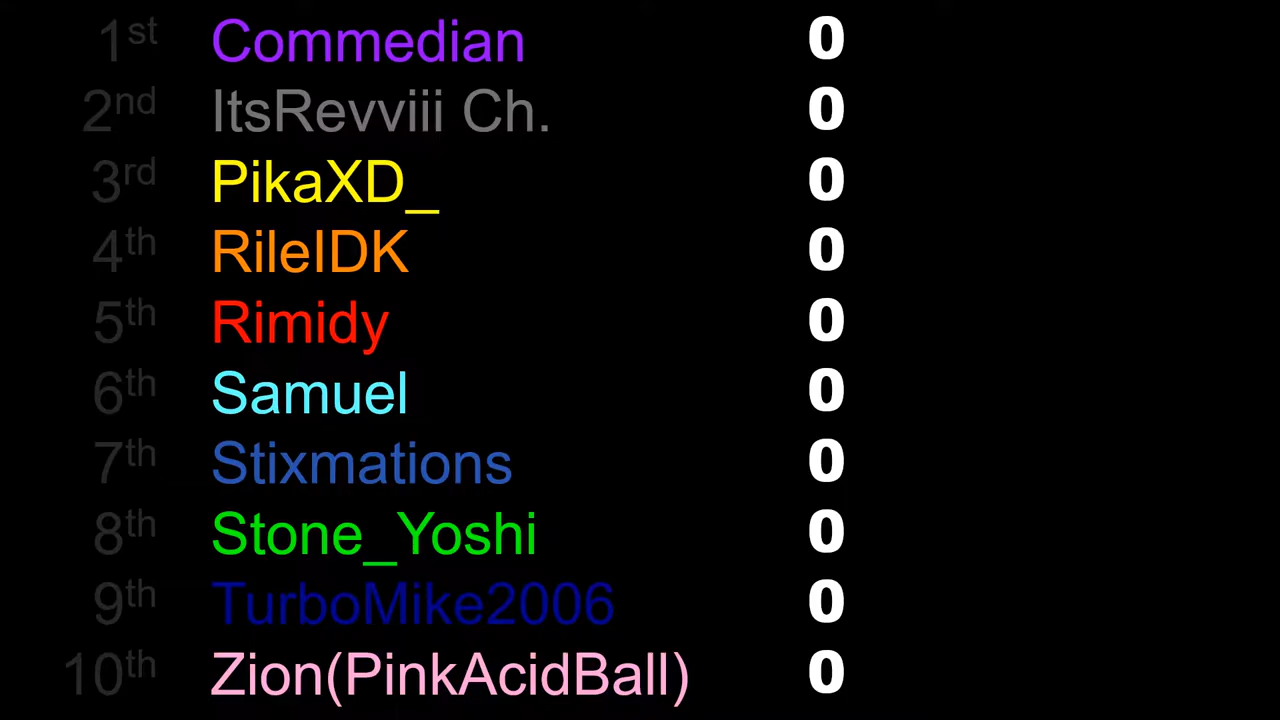 1st Commedian 0
2nd ItsRevviii Ch. 0
3rd PikaXD_ 0
4th RileIDK 0
5th Rimidy 0
6th Samuel 0
7th Stixmations 0
8th Stone_Yoshi 0
9th TurboMike2006 0
10th Zion(PinkAcidBall) 0